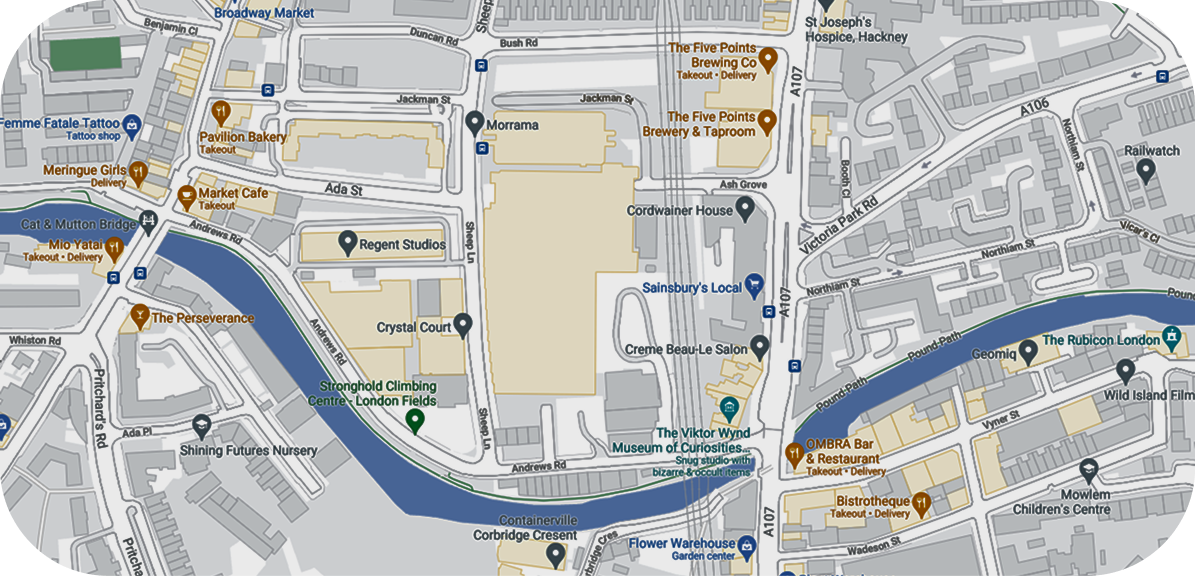 Broadway Market
Benjamin Cl
Duncan Rd
Sheep
Bush Rd
St Joseph's
Hospice, Hackney
The Five Points
Brewing Co
Takeout • Delivery
A107
A106
Jackman St
Jackman St
Femme Fatale Tattoo
Tattoo shop
Pavilion Bakery
Takeout
Morrama
The Five Points
Brewery & Taproom
Northiam St
Railwatch
Meringue Girls
Delivery
Market Cafe
Takeout
Ada St
Ash Grove
Booth Cl
Cordwainer House
Victoria Park Rd
Cat & Mutton Bridge
Andrews Rd
Mio Yatai
Takeout • Delivery
Regent Studios
Sheep Ln
Vicar's Cl
Northiam St
Northiam St
Sainsbury's Local
A107
The Perseverance
Crystal Court
Andrews Rd
Whiston Rd
Creme Beau-Le Salon
Pound-Path
Pound
Geomiq
The Rubicon London
Pound-Path
Wild Island Film
Pritchard's Rd
Stronghold Climbing
Centre - London Fields
Ada Pl
Shining Futures Nursery
Sheep Ln
Vyner St
The Viktor Wynd
Museum of Curiosities...
Snug studio with
bizarre & occult items
OMBRA Bar
& Restaurant
Takeout • Delivery
Andrews Rd
Mowlem
Children's Centre
Bistrotheque
Takeout • Delivery
Containerville
Corbridge Cresent
bridge Cres
A107
Flower Warehouse
Garden center
Wadeson St
Pritcha